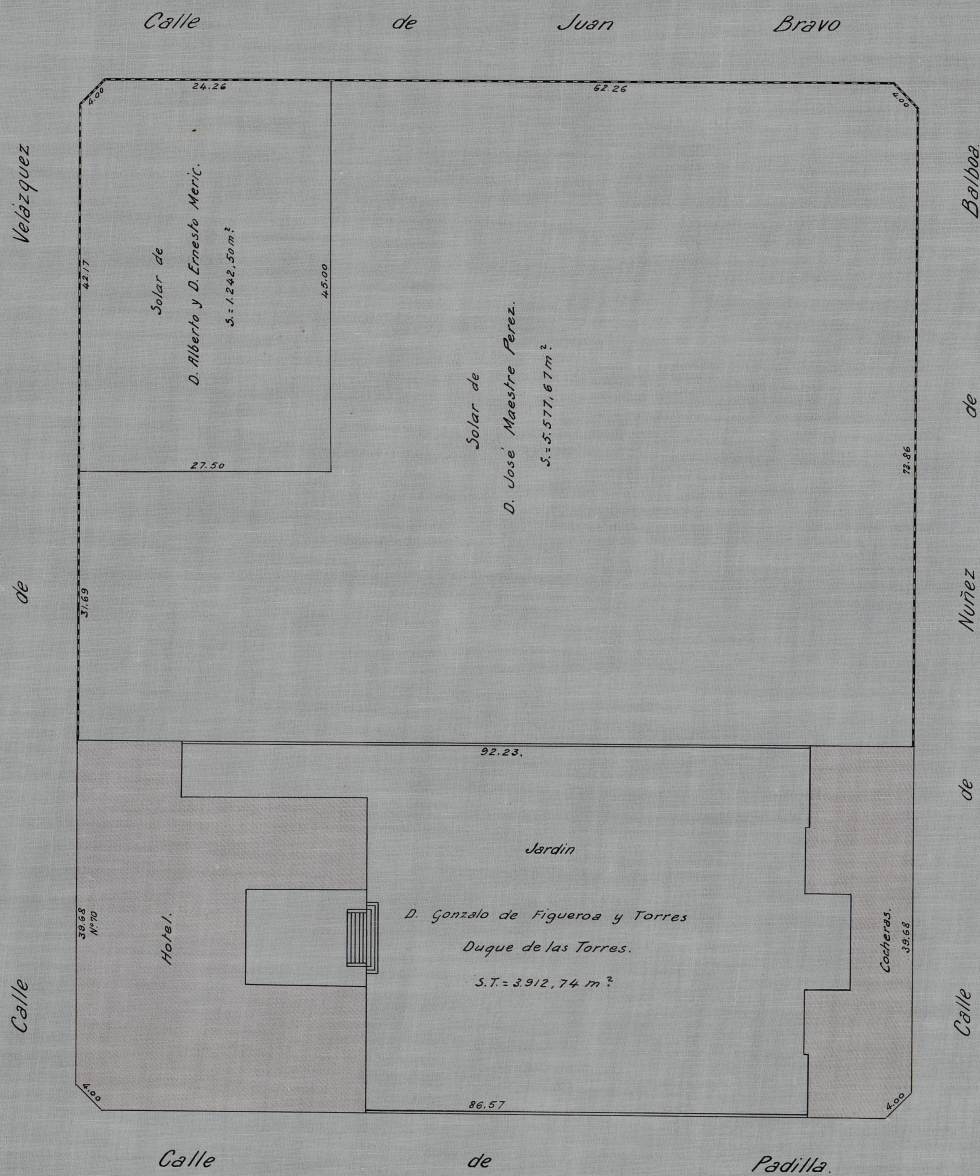 Calle de Juan Bravo
4.00
24.26
62.26
4.00
Calle de Velázquez
42.17
Solar de
D. Alberto y D. Ernesto Meric.
S.=1.242,50 m².
45.00
27.50
Solar de
D. José Maestre Perez.
S.=5.577,67 m².
72.86
Calle de Nuñez de Balboa.
31.69
92.23.
Jardin
D. Gonzalo de Figueroa y Torres
Duque de las Torres.
S.T.=3.912,74 m².
39.68
Nº 70
Hotel.
Cocheras.
39.68
4.00
86.57
4.00
Calle de Padilla.